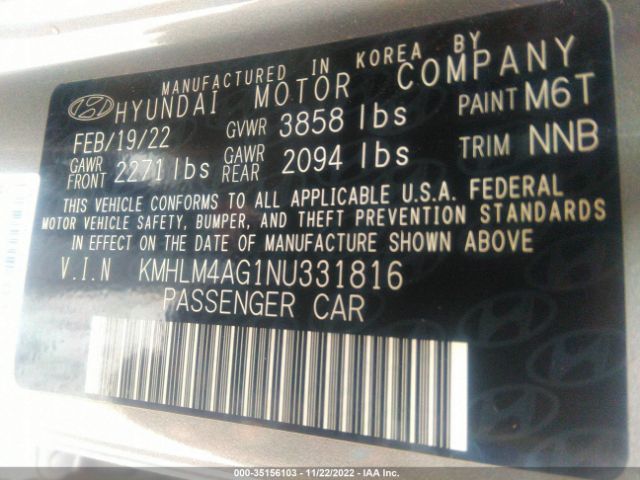 MANUFACTURED IN KOREA BY
HYUNDAI MOTOR COMPANY
FEB/19/22 GVWR 3858 lbs PAINT M6T
GAWR FRONT 2271 lbs GAWR REAR 2094 lbs TRIM NNB
THIS VEHICLE CONFORMS TO ALL APPLICABLE U.S.A. FEDERAL
MOTOR VEHICLE SAFETY, BUMPER, AND THEFT PREVENTION STANDARDS
IN EFFECT ON THE DATE OF MANUFACTURE SHOWN ABOVE
V.I.N KMHLM4AG1NU331816
PASSENGER CAR
000-35156103 - 11/22/2022 - IAA Inc.